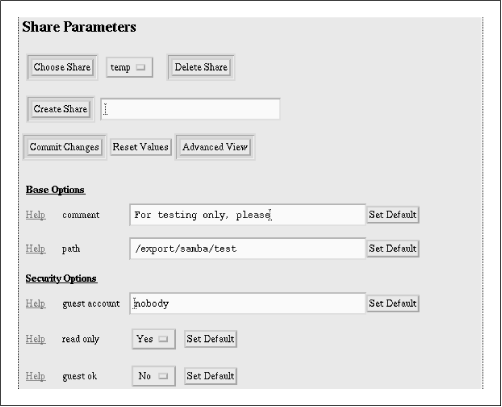 Share Parameters
Choose Share temp Delete Share
Create Share
Commit Changes Reset Values Advanced View
Base Options
Help comment For testing only, please Set Default
Help path /export/samba/test Set Default
Security Options
Help guest account nobody Set Default
Help read only Yes Set Default
Help guest ok No Set Default